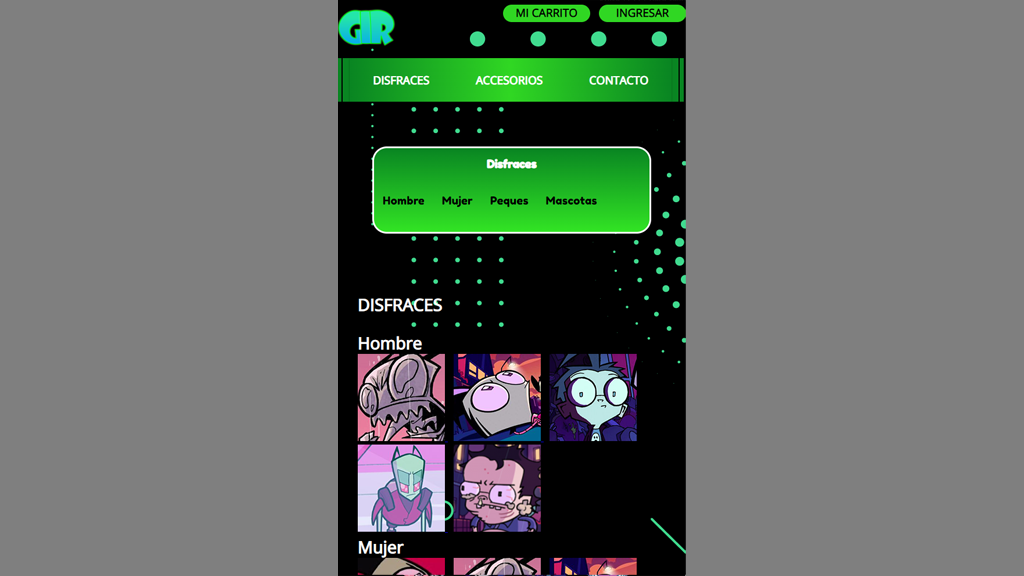 GIR
MI CARRITO INGRESAR
DISFRACES ACCESORIOS CONTACTO
Disfraces
Hombre Mujer Peques Mascotas
DISFRACES
Hombre
Mujer